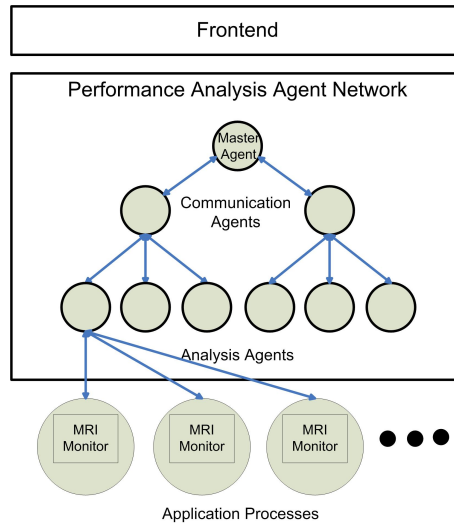 Frontend
Performance Analysis Agent Network
Master
Agent
Communication
Agents
Analysis Agents
MRI
Monitor
MRI
Monitor
MRI
Monitor
Application Processes